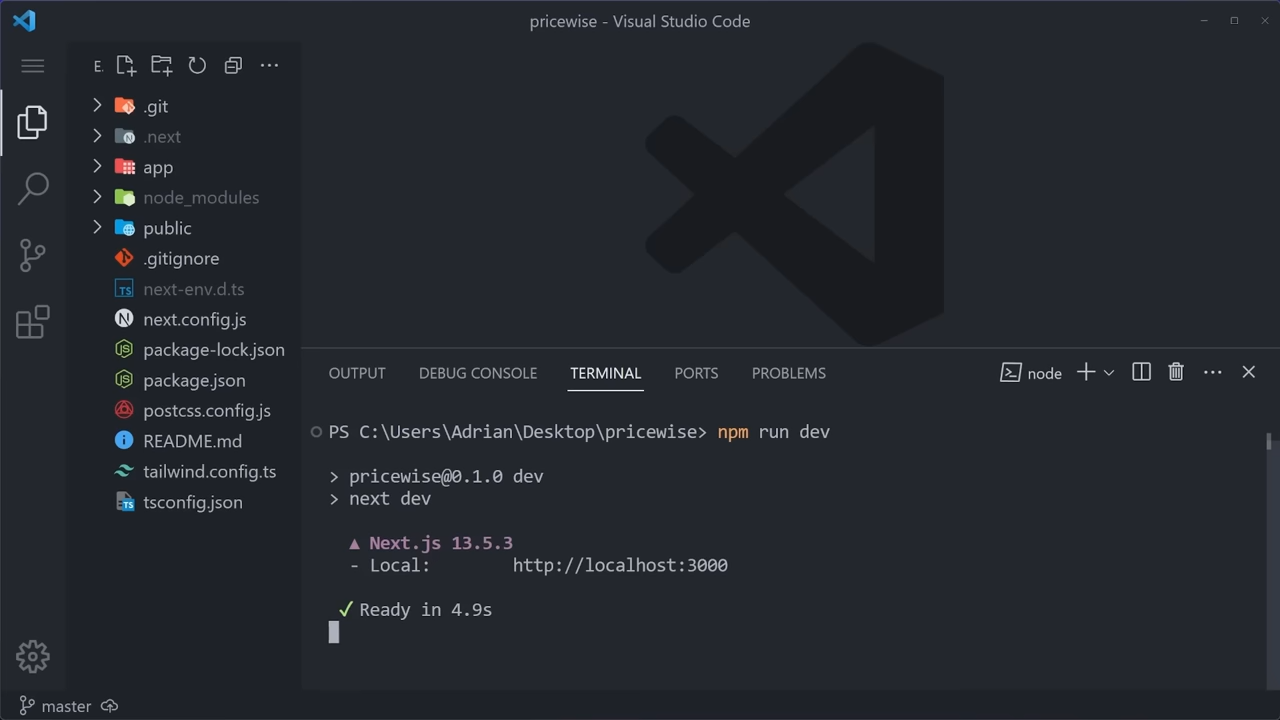 pricewise - Visual Studio Code
E.
.git
.next
app
node_modules
public
.gitignore
next-env.d.ts
next.config.js
package-lock.json
package.json
postcss.config.js
README.md
tailwind.config.ts
tsconfig.json
OUTPUT DEBUG CONSOLE TERMINAL PORTS PROBLEMS node
PS C:\Users\Adrian\Desktop\pricewise> npm run dev
> pricewise@0.1.0 dev
> next dev
▲ Next.js 13.5.3
- Local: http://localhost:3000
✓ Ready in 4.9s
master